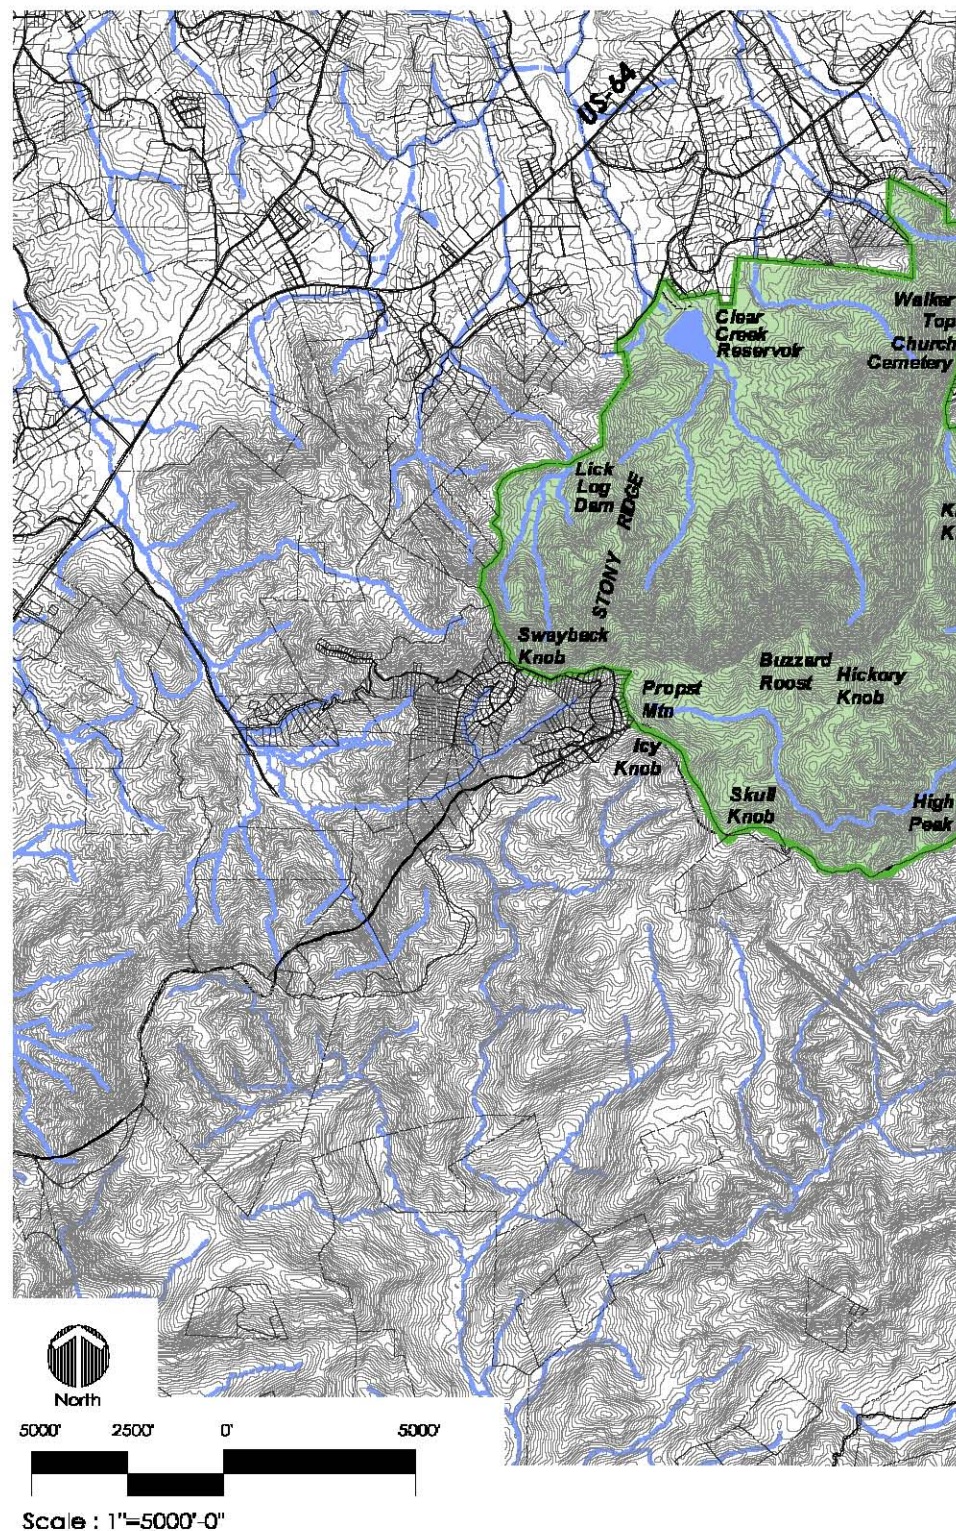 US-64
Clear
Creek
Reservoir
Walker
Top
Church
Cemetery
Lick
Log
Dam
STONY RIDGE
K
K
Swayback
Knob
Buzzard
Roost
Hickory
Knob
Propst
Mtn
Icy
Knob
Skull
Knob
High
Peak
North
5000' 2500' 0' 5000'
Scale : 1"=5000'-0"